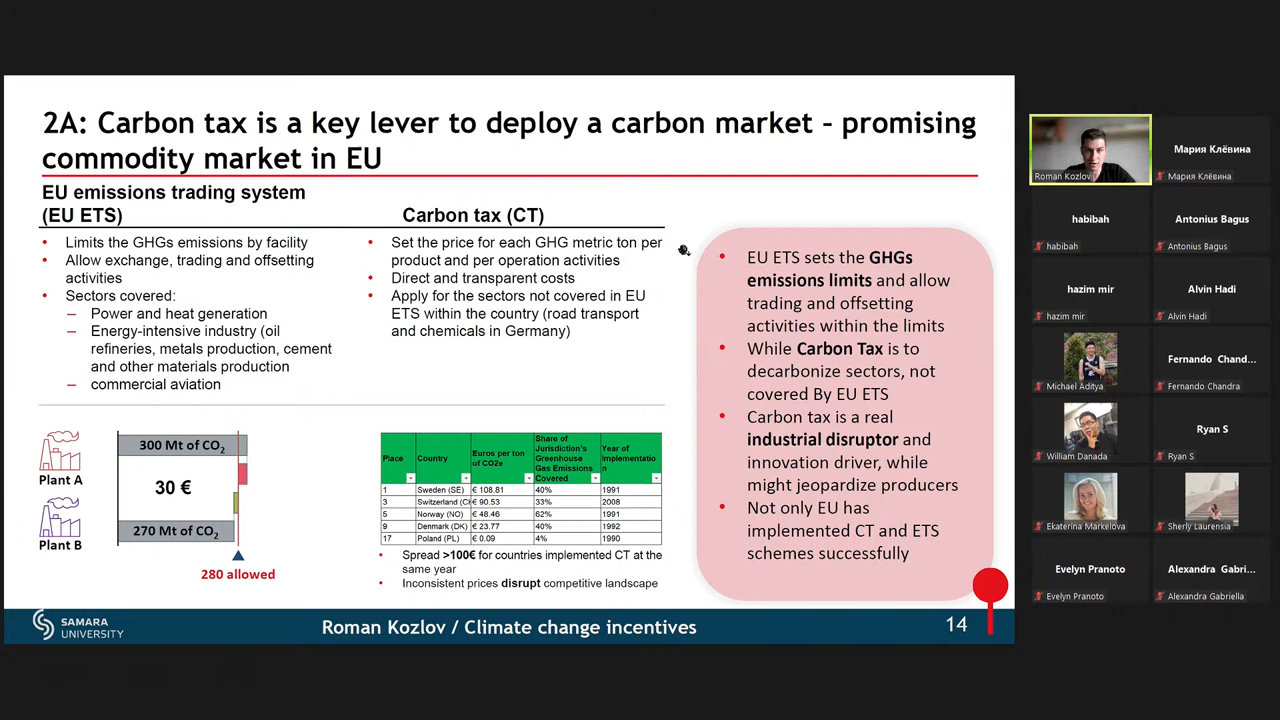 2A: Carbon tax is a key lever to deploy a carbon market – promising
commodity market in EU
EU emissions trading system
(EU ETS)
• Limits the GHGs emissions by facility
• Allow exchange, trading and offsetting
activities
• Sectors covered:
– Power and heat generation
– Energy-intensive industry (oil
refineries, metals production, cement
and other materials production
– commercial aviation
Carbon tax (CT)
• Set the price for each GHG metric ton per
product and per operation activities
• Direct and transparent costs
• Apply for the sectors not covered in EU
ETS within the country (road transport
and chemicals in Germany)
Plant A
Plant B
300 Mt of CO2
30 €
270 Mt of CO2
280 allowed
Place Country Euros per ton of CO2e Share of Jurisdiction's Greenhouse Gas Emissions Covered Year of implementation
1 Sweden (SE) € 108.81 40% 1991
3 Switzerland (CH € 90.53 33% 2008
5 Norway (NO) € 48.46 62% 1991
9 Denmark (DK) € 23.77 40% 1992
17 Poland (PL) € 0.09 4% 1990
• Spread >100€ for countries implemented CT at the
same year
• Inconsistent prices disrupt competitive landscape
• EU ETS sets the GHGs
emissions limits and allow
trading and offsetting
activities within the limits
• While Carbon Tax is to
decarbonize sectors, not
covered By EU ETS
• Carbon tax is a real
industrial disruptor and
innovation driver, while
might jeopardize producers
• Not only EU has
implemented CT and ETS
schemes successfully
SAMARA
UNIVERSITY
Roman Kozlov / Climate change incentives
14
Roman Kozlov
Мария Клёвина
Мария Клёвина
habibah
habibah
Antonius Bagus
Antonius Bagus
hazim mir
hazim mir
Alvin Hadi
Alvin Hadi
Michael Aditya
Fernando Chand...
Fernando Chandra
William Danada
Ryan S
Ryan S
Ekaterina Markelova
Sherly Laurensia
Evelyn Pranoto
Evelyn Pranoto
Alexandra Gabri...
Alexandra Gabriella